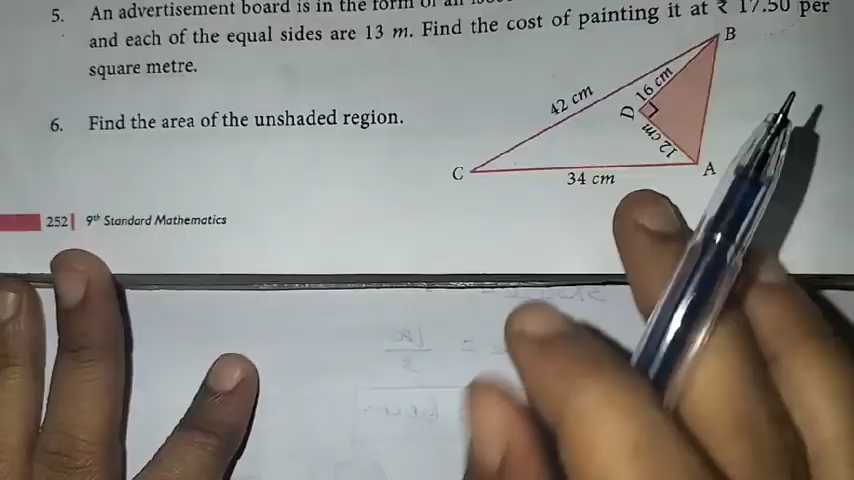 5. An advertisement board is in the form of an
and each of the equal sides are 13 m. Find the cost of painting it at ₹ 17.50 per
square metre.
6. Find the area of the unshaded region.
B
42 cm
16 cm
D
12 cm
C
A
34 cm
252 9th Standard Mathematics